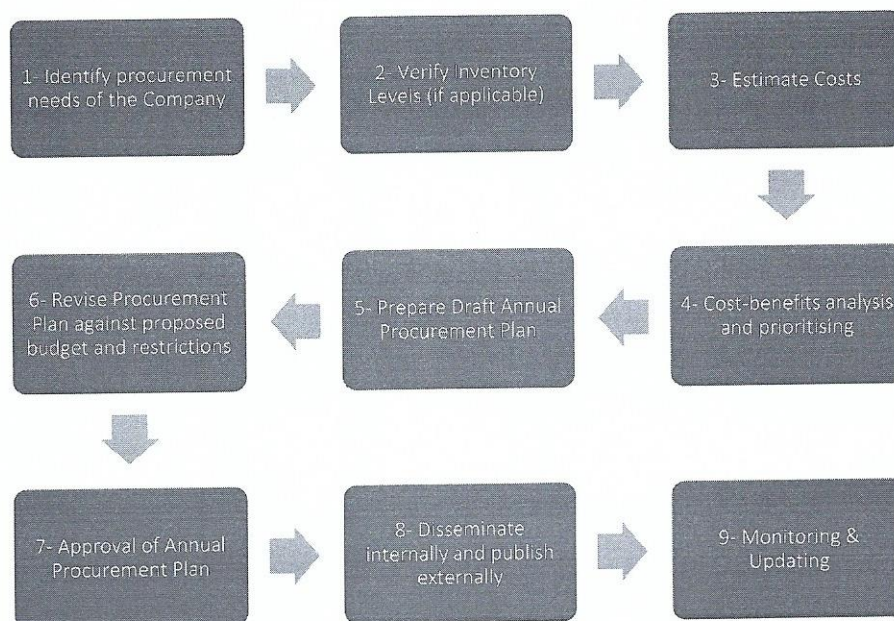 1- Identify procurement
needs of the Company
2- Verify Inventory
Levels (if applicable)
3- Estimate Costs
4- Cost-benefits analysis
and prioritising
5- Prepare Draft Annual
Procurement Plan
6- Revise Procurement
Plan against proposed
budget and restrictions
7- Approval of Annual
Procurement Plan
8- Disseminate
internally and publish
externally
9- Monitoring &
Updating